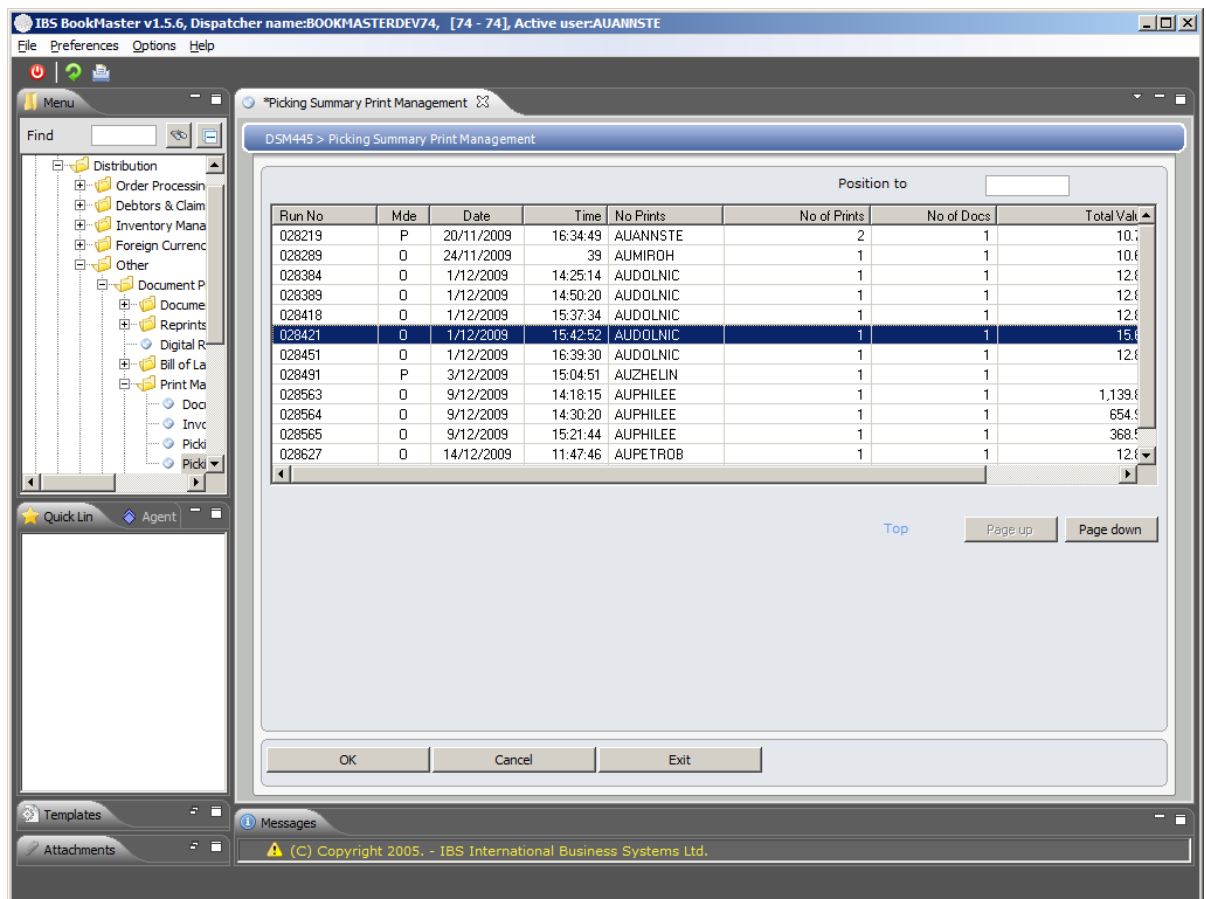 IBS BookMaster v1.5.6, Dispatcher name:BOOKMASTERDEV74, [74 - 74], Active user:AUANNSTE
File Preferences Options Help
Menu
Find
Distribution
Order Processin
Debtors & Claim
Inventory Mana
Foreign Currenc
Other
Document P
Docume
Reprints
Digital R
Bill of La
Print Ma
Docu
Invo
Picki
Picki
Quick Lin Agent
Templates
Attachments
*Picking Summary Print Management
DSM445 > Picking Summary Print Management
Position to
Run No Mde Date Time No Prints No of Prints No of Docs Total Valu
028219 P 20/11/2009 16:34:49 AUANNSTE 2 1 10.7
028289 O 24/11/2009 39 AUMIROH 1 1 10.6
028384 O 1/12/2009 14:25:14 AUDOLNIC 1 1 12.8
028389 O 1/12/2009 14:50:20 AUDOLNIC 1 1 12.8
028418 O 1/12/2009 15:37:34 AUDOLNIC 1 1 12.8
028421 O 1/12/2009 15:42:52 AUDOLNIC 1 1 15.6
028451 O 1/12/2009 16:39:30 AUDOLNIC 1 1 12.8
028491 P 3/12/2009 15:04:51 AUZHELIN 1 1
028563 O 9/12/2009 14:18:15 AUPHILEE 1 1 1,139.8
028564 O 9/12/2009 14:30:20 AUPHILEE 1 1 654.9
028565 O 9/12/2009 15:21:44 AUPHILEE 1 1 368.5
028627 O 14/12/2009 11:47:46 AUPETROB 1 1 12.8
Top Page up Page down
OK Cancel Exit
Messages
(C) Copyright 2005. - IBS International Business Systems Ltd.